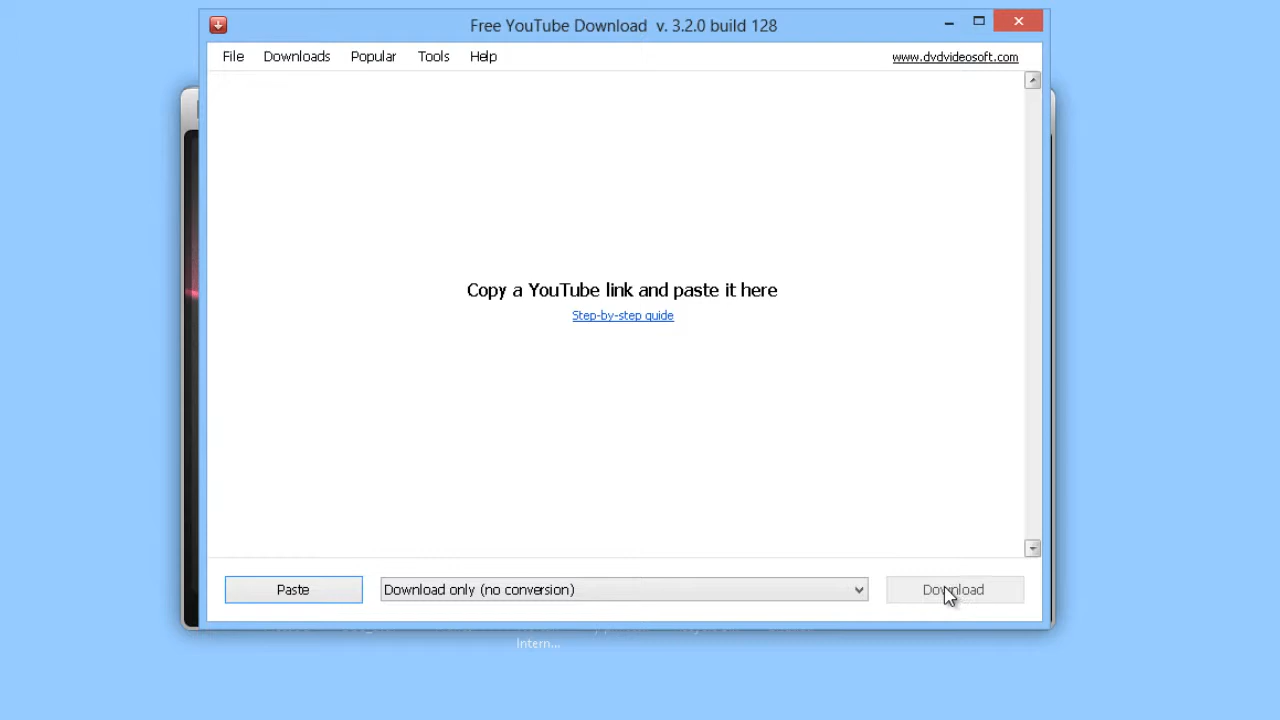 Free YouTube Download v. 3.2.0 build 128
File Downloads Popular Tools Help www.dvdvideosoft.com
Copy a YouTube link and paste it here
Step-by-step guide
Paste Download only (no conversion) Download
Intern...